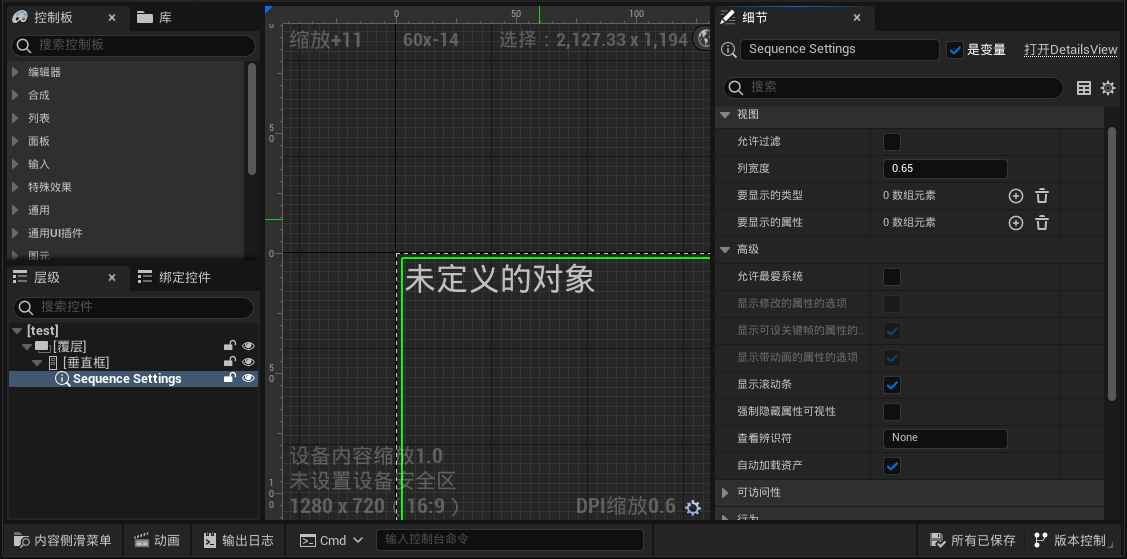 控制板
库
搜索控制板
编辑器
合成
列表
面板
输入
特殊效果
通用
通用UI插件
图元
层级
绑定控件
搜索控件
[test]
[覆层]
[垂直框]
Sequence Settings
0
50
100
缩放+11
60x-14
选择：2,127.33 x 1,194
0
50
0
50
100
未定义的对象
设备内容缩放1.0
未设置设备安全区
1280 x 720（16:9）
DPI缩放0.6
细节
Sequence Settings
是变量
打开DetailsView
搜索
视图
允许过滤
列宽度
0.65
要显示的类型
0 数组元素
要显示的属性
0 数组元素
高级
允许最爱系统
显示修改的属性的选项
显示可设关键帧的属性的...
显示带动画的属性的选项
显示滚动条
强制隐藏属性可视性
查看辨识符
None
自动加载资产
可访问性
行为
内容侧滑菜单
动画
输出日志
Cmd
输入控制台命令
所有已保存
版本控制